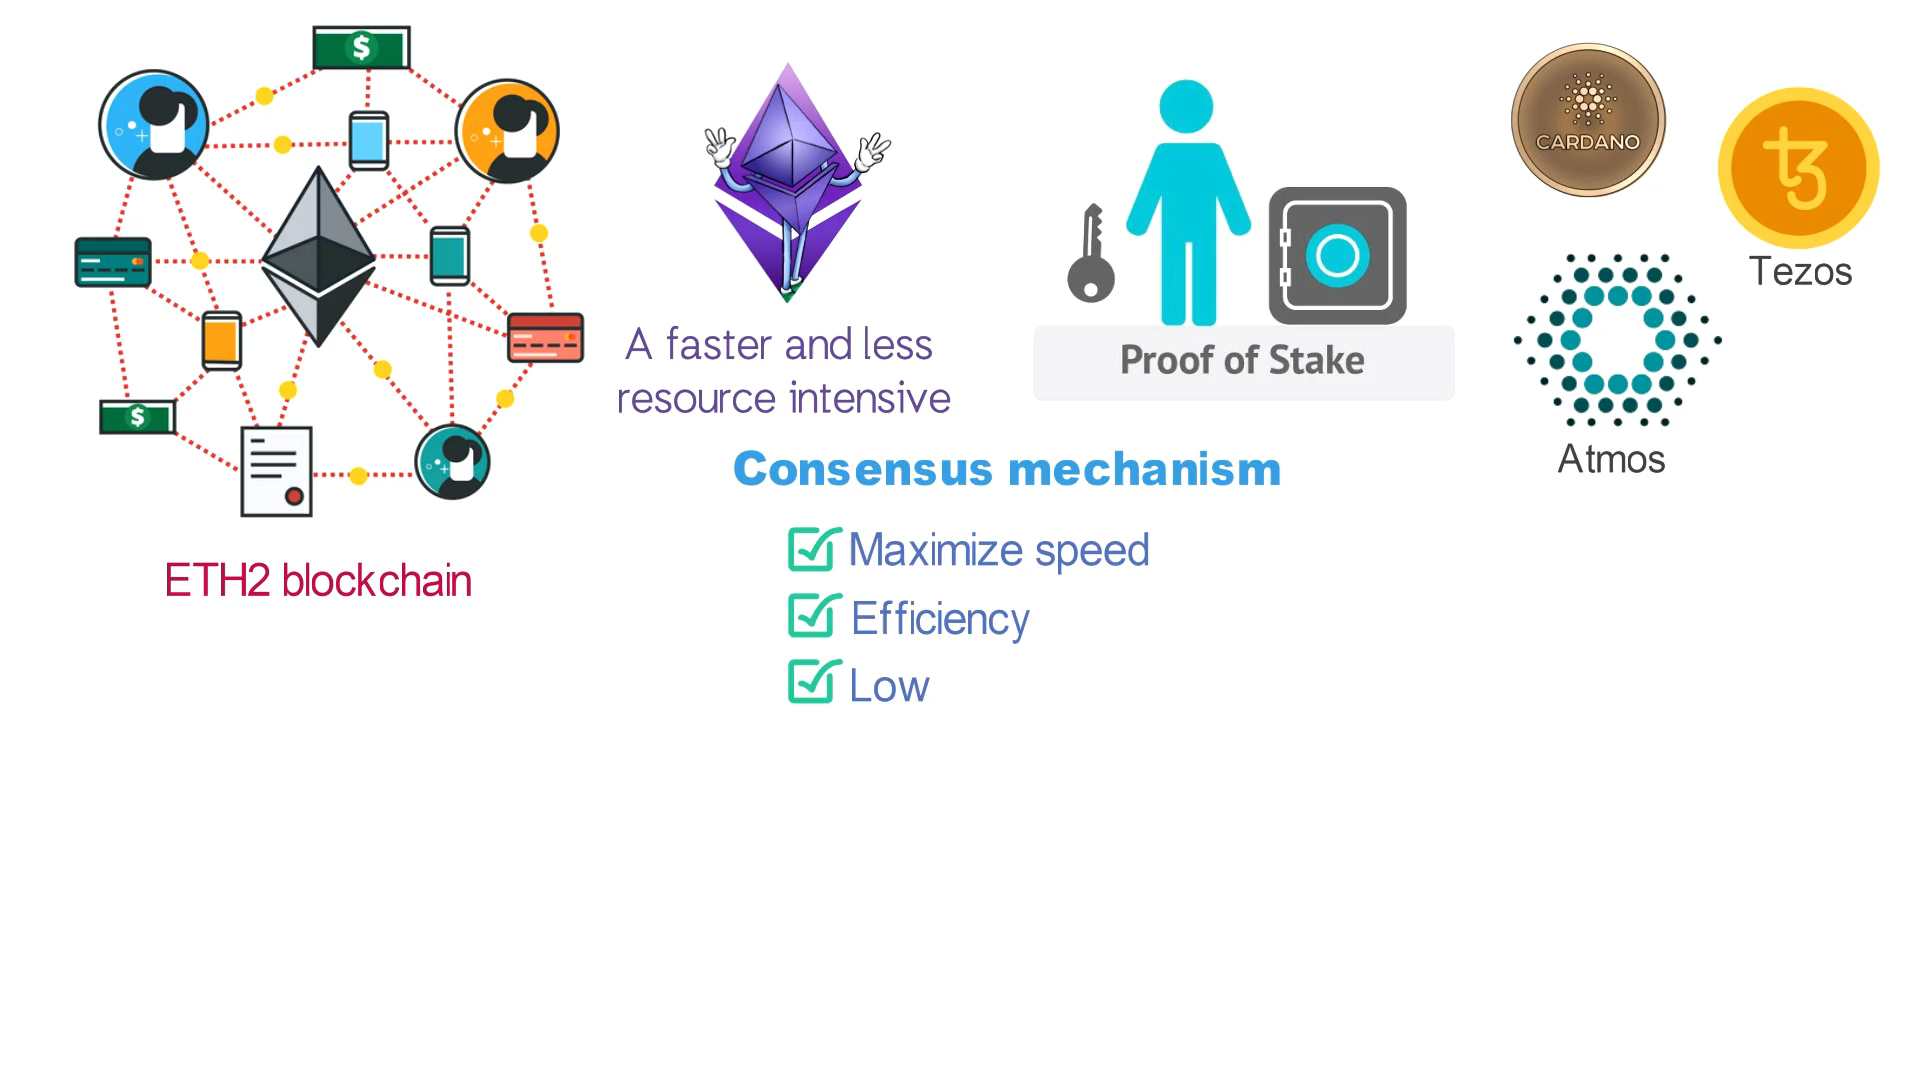 $
CARDANO
Tezos
A faster and less
resource intensive
Proof of Stake
$
Atmos
Consensus mechanism
Maximize speed
ETH2 blockchain
Efficiency
Low